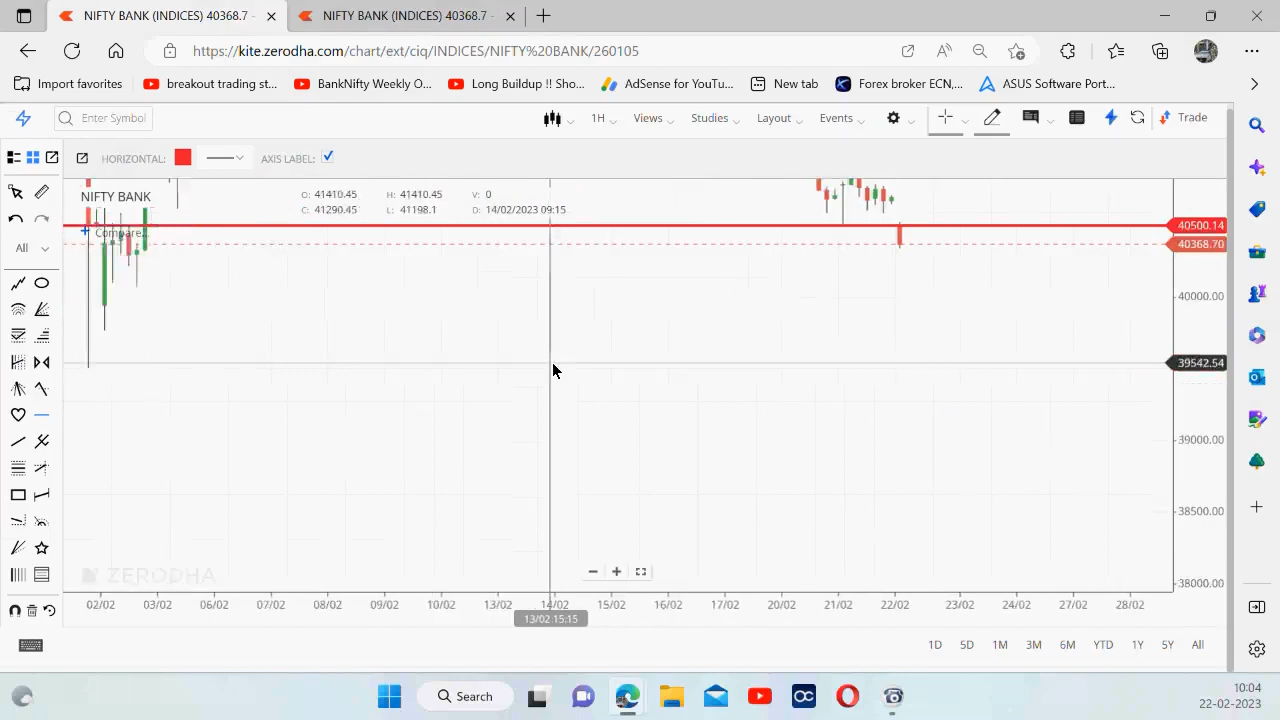 NIFTY BANK (INDICES) 40368.7 -
NIFTY BANK (INDICES) 40368.7 -
https://kite.zerodha.com/chart/ext/ciq/INDICES/NIFTY%20BANK/260105
Import favorites
breakout trading st...
BankNifty Weekly O...
Long Buildup !! Sho...
AdSense for YouTu...
New tab
Forex broker ECN,...
ASUS Software Port...
Enter Symbol
1H
Views
Studies
Layout
Events
Trade
HORIZONTAL:
AXIS LABEL:
NIFTY BANK
O: 41410.45 H: 41410.45 V: 0
C: 41290.45 L: 41198.1 D: 14/02/2023 09:15
Compare...
All
40500.14
40368.70
40000.00
39542.54
39000.00
38500.00
38000.00
ZERODHA
02/02 03/02 06/02 07/02 08/02 09/02 10/02 13/02 14/02 15/02 16/02 17/02 20/02 21/02 22/02 23/02 24/02 27/02 28/02
13/02 15:15
1D 5D 1M 3M 6M YTD 1Y 5Y All
Search
OC
10:04
22-02-2023